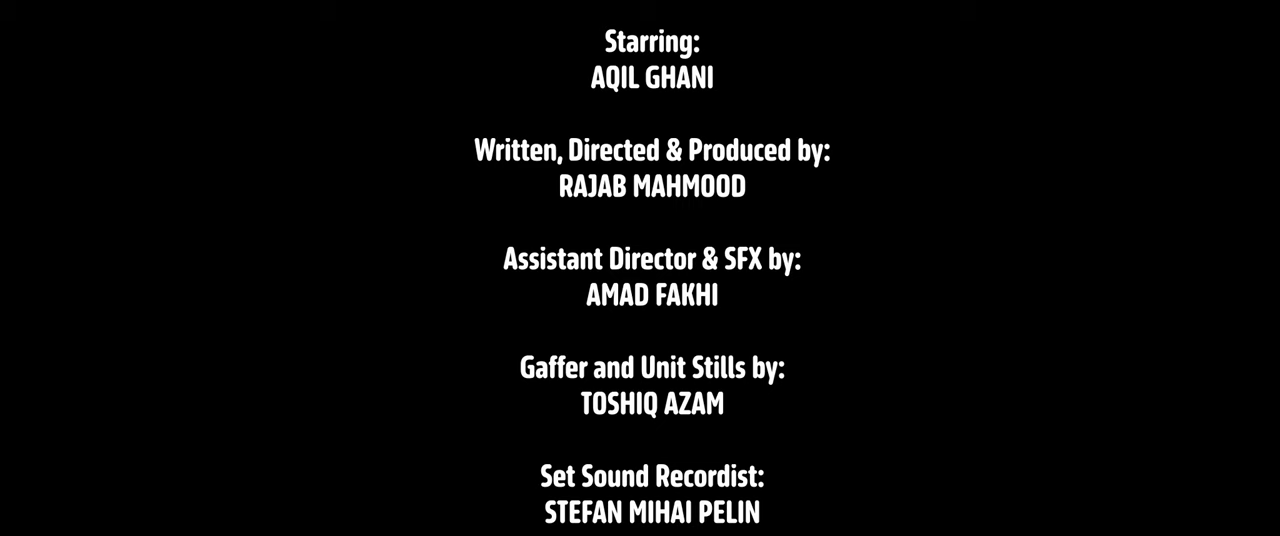 Starring:
AQIL GHANI
Written, Directed & Produced by:
RAJAB MAHMOOD
Assistant Director & SFX by:
AMAD FAKHI
Gaffer and Unit Stills by:
TOSHIQ AZAM
Set Sound Recordist:
STEFAN MIHAI PELIN